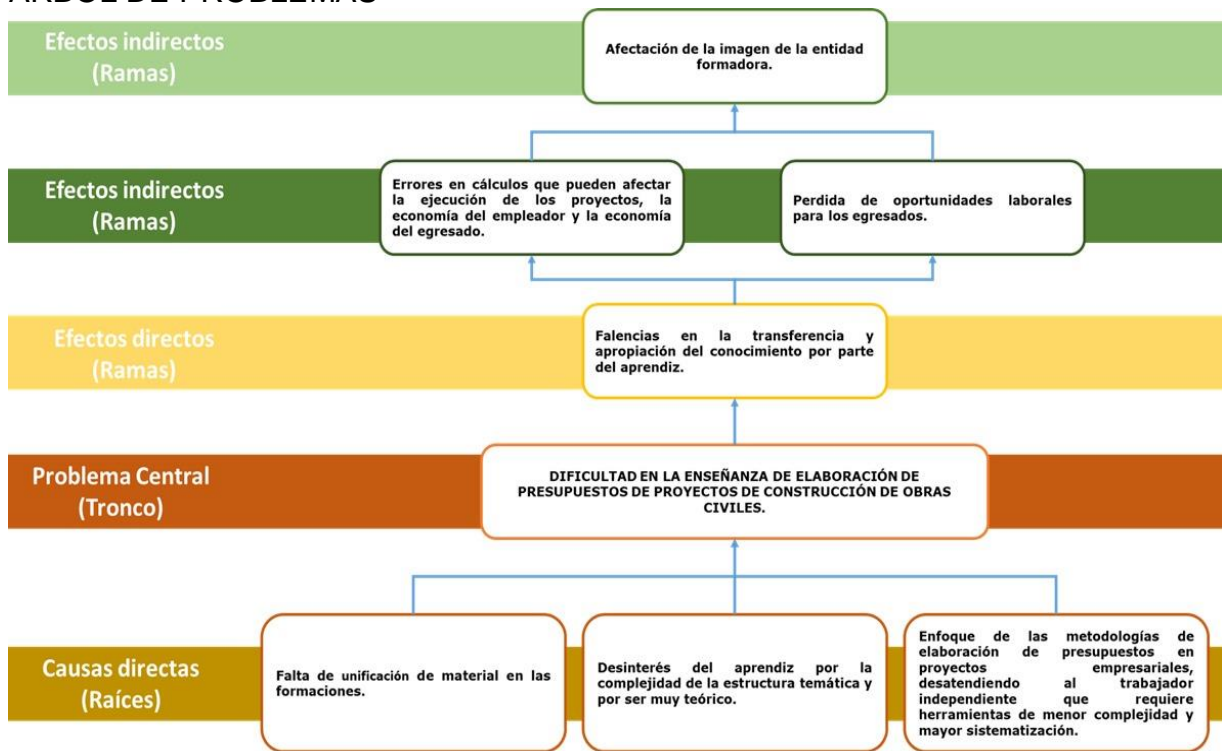 ÁRBOL DE PROBLEMAS
Efectos indirectos
(Ramas)
Afectación de la imagen de la entidad
formadora.
Efectos indirectos
(Ramas)
Errores en cálculos que pueden afectar
la ejecución de los proyectos, la
economía del empleador y la economía
del egresado.
Perdida de oportunidades laborales
para los egresados.
Efectos directos
(Ramas)
Falencias en la transferencia y
apropiación del conocimiento por parte
del aprendiz.
Problema Central
(Tronco)
DIFICULTAD EN LA ENSEÑANZA DE ELABORACIÓN DE
PRESUPUESTOS DE PROYECTOS DE CONSTRUCCIÓN DE OBRAS
CIVILES.
Causas directas
(Raíces)
Falta de unificación de material en las
formaciones.
Desinterés del aprendiz por la
complejidad de la estructura temática y
por ser muy teórico.
Enfoque de las metodologías de
elaboración de presupuestos en
proyectos empresariales,
desatendiendo al trabajador
independiente que requiere
herramientas de menor complejidad y
mayor sistematización.